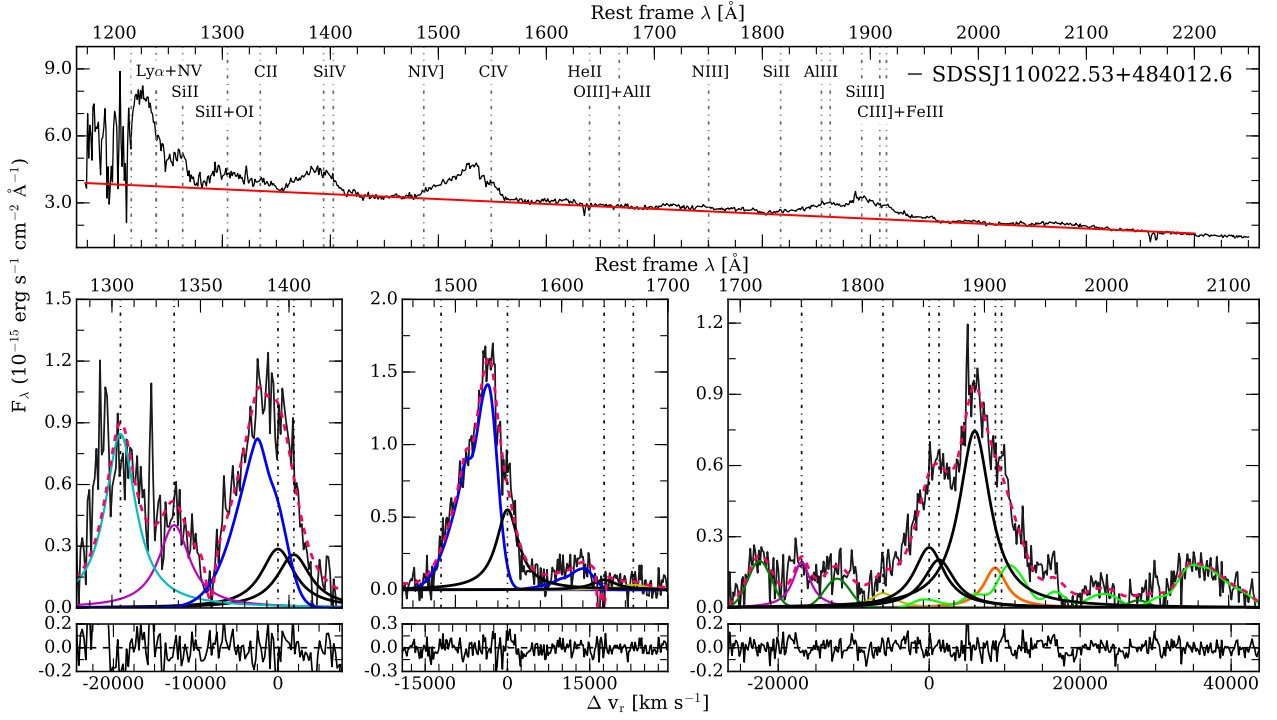 Rest frame λ [Å]
1200 1300 1400 1500 1600 1700 1800 1900 2000 2100 2200
9.0
6.0
3.0
Lyα+NV CII SiIV NIV] CIV HeII NIII] SiII AlIII
SiII OIII]+AlII SiIII]
SiII+OI CIII]+FeIII
− SDSSJ110022.53+484012.6
F_λ (10⁻¹⁵ erg s⁻¹ cm⁻² Å⁻¹)
Rest frame λ [Å]
1300 1350 1400
1500 1600 1700
1700 1800 1900 2000 2100
1.5
1.2
0.9
0.6
0.3
0.0
2.0
1.5
1.0
0.5
0.0
1.2
0.9
0.6
0.3
0.0
0.2
0.0
-0.2
0.3
0.0
-0.3
0.2
0.0
-0.2
-20000 -10000 0
-15000 0 15000
-20000 0 20000 40000
Δ v_r [km s⁻¹]